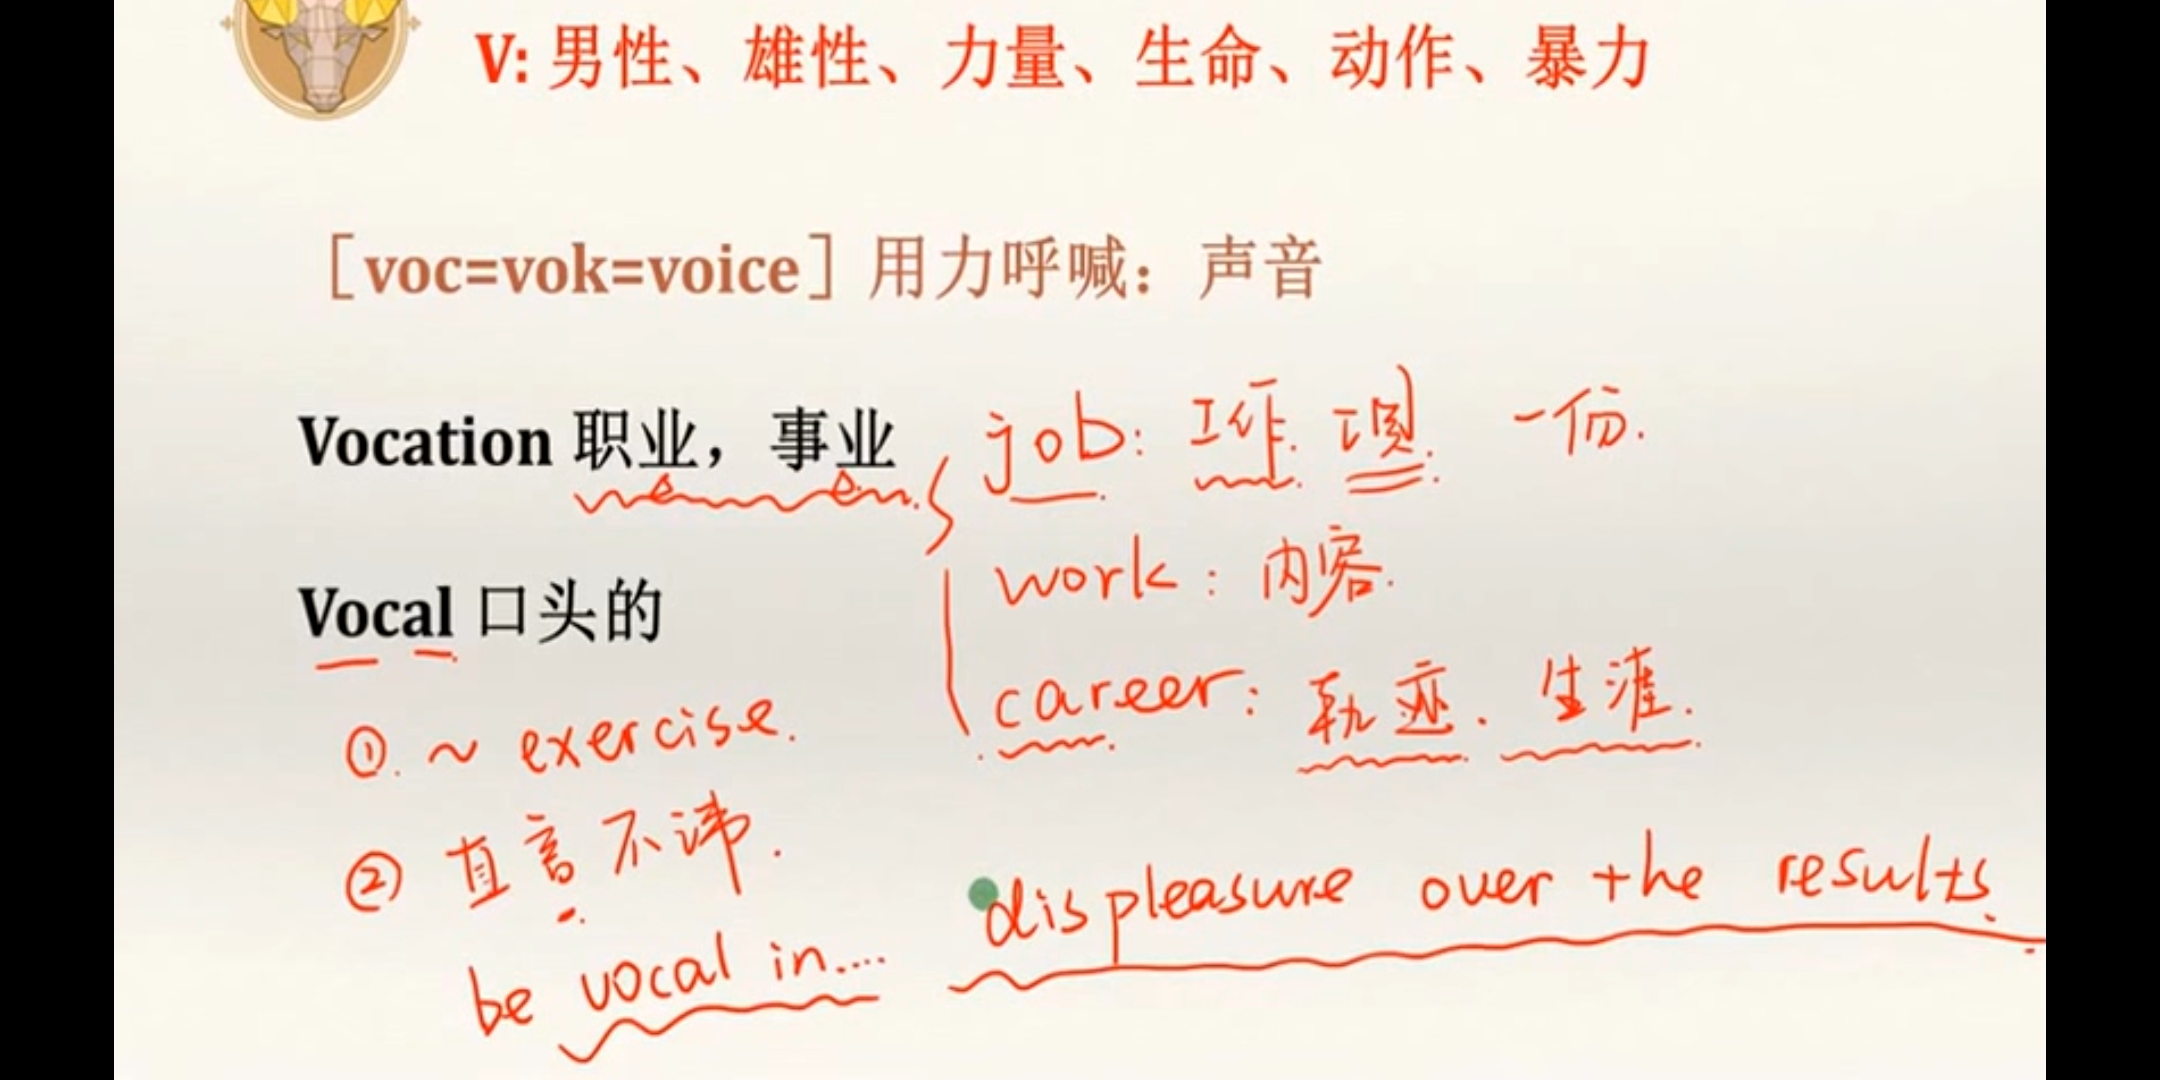 V: 男性、雄性、力量、生命、动作、暴力
［voc=vok=voice］用力呼喊：声音
Vocation 职业，事业
job: 工作. 项. 一份.
work: 内容.
career: 轨迹. 生涯.
Vocal 口头的
①. ~ exercise.
② 直言不讳.
be vocal in....
displeasure over the results.